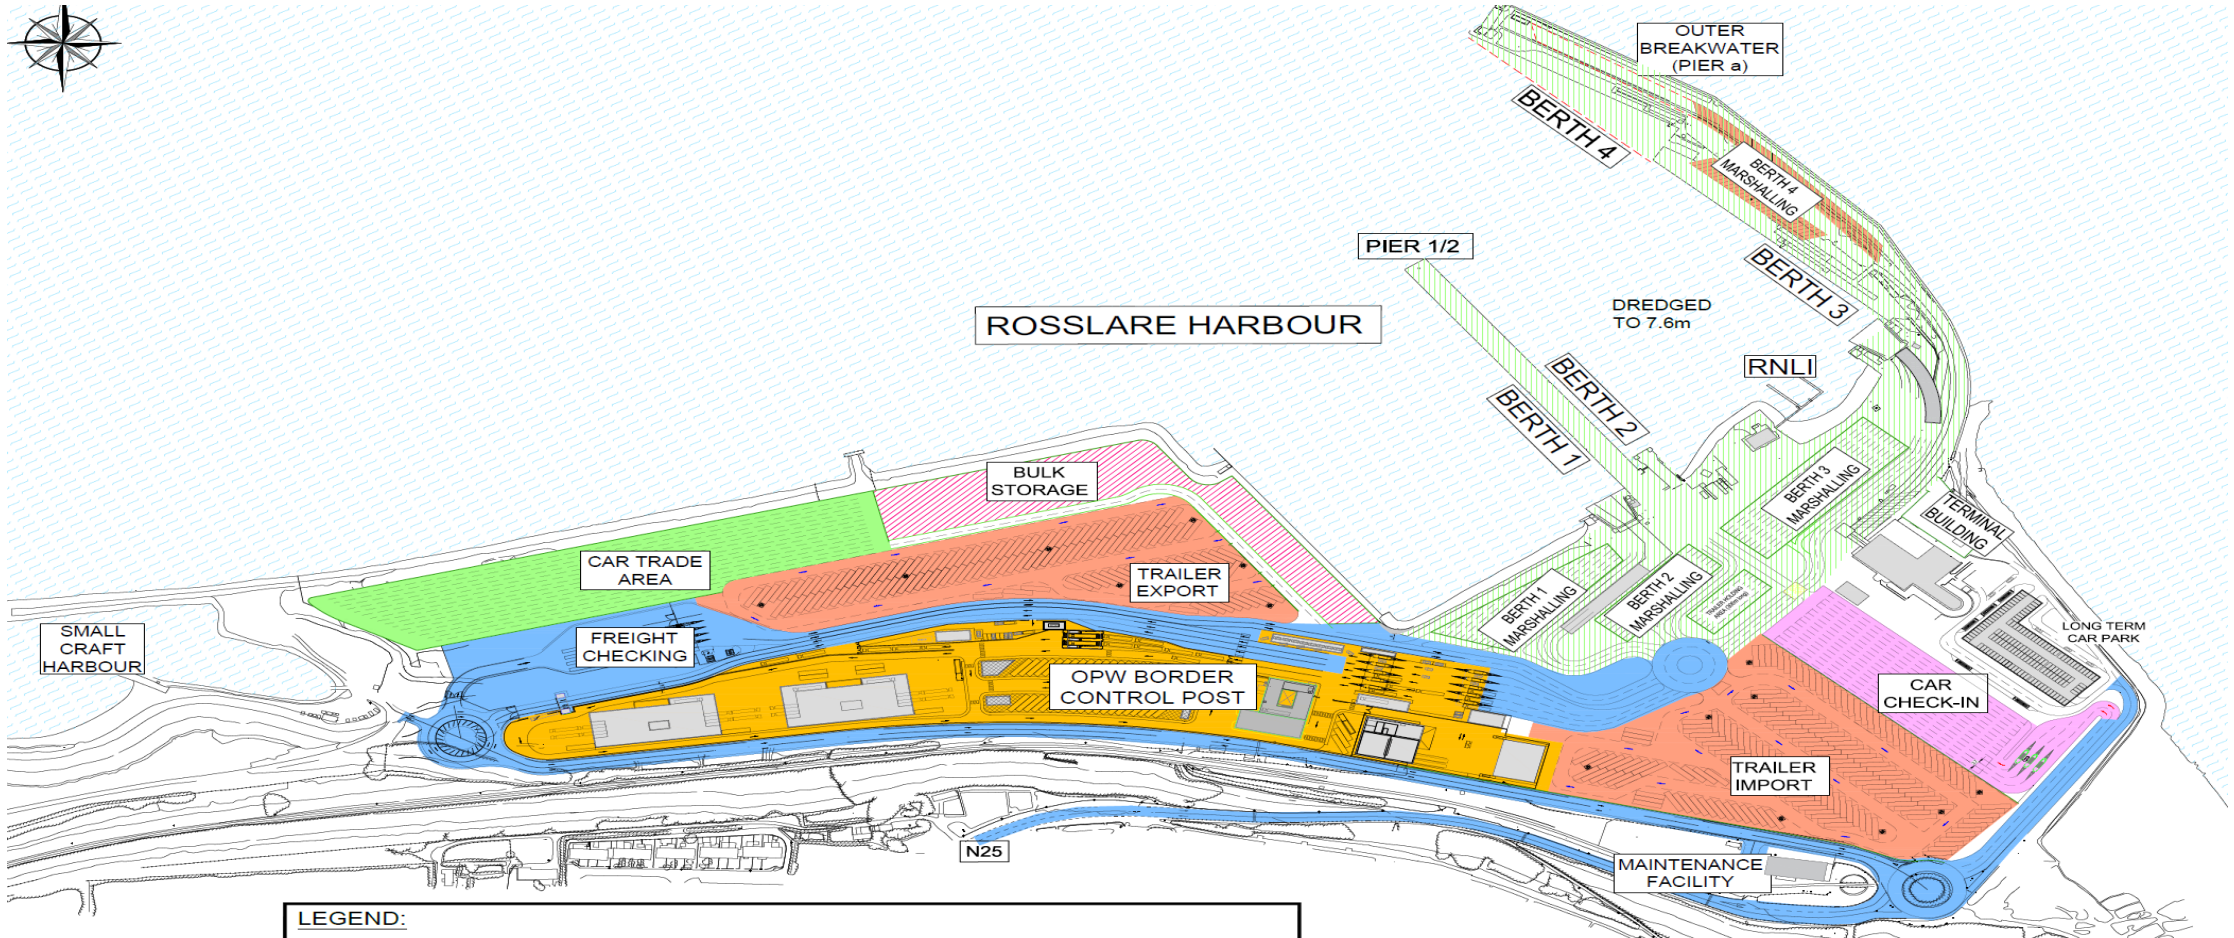 OUTER
BREAKWATER
(PIER a)
BERTH 4
BERTH 4
MARSHALLING
PIER 1/2
BERTH 3
ROSSLARE HARBOUR
DREDGED
TO 7.6m
RNLI
BERTH 2
BERTH 1
BULK
STORAGE
BERTH 3
MARSHALLING
TERMINAL
BUILDING
CAR TRADE
AREA
TRAILER
EXPORT
BERTH 1
MARSHALLING
BERTH 2
MARSHALLING
TRAILER HOLDING
SMALL
CRAFT
HARBOUR
FREIGHT
CHECKING
LONG TERM
CAR PARK
OPW BORDER
CONTROL POST
CAR
CHECK-IN
TRAILER
IMPORT
N25
MAINTENANCE
FACILITY
LEGEND: